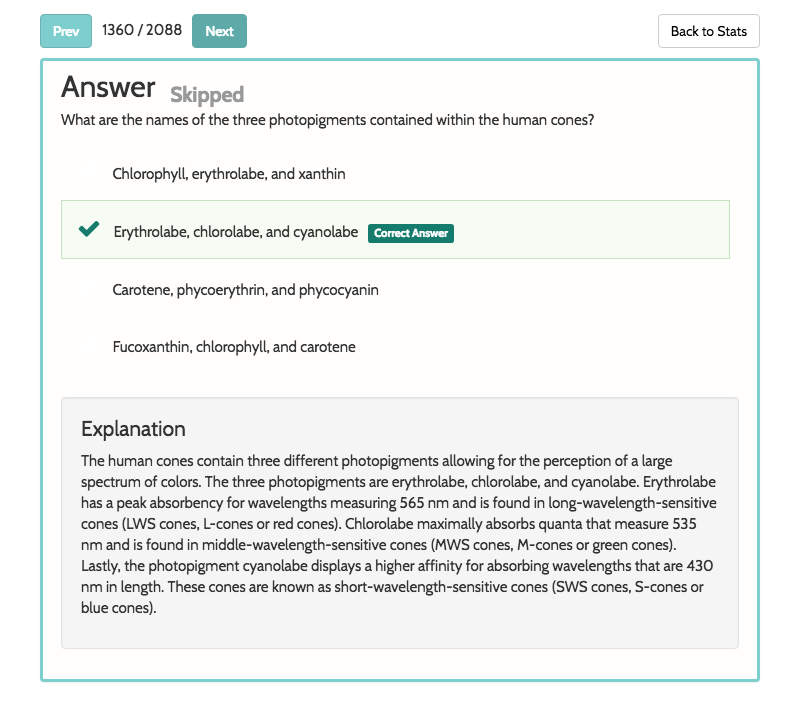 Prev 1360 / 2088 Next Back to Stats
Answer Skipped
What are the names of the three photopigments contained within the human cones?
Chlorophyll, erythrolabe, and xanthin
Erythrolabe, chlorolabe, and cyanolabe Correct Answer
Carotene, phycoerythrin, and phycocyanin
Fucoxanthin, chlorophyll, and carotene
Explanation
The human cones contain three different photopigments allowing for the perception of a large
spectrum of colors. The three photopigments are erythrolabe, chlorolabe, and cyanolabe. Erythrolabe
has a peak absorbency for wavelengths measuring 565 nm and is found in long-wavelength-sensitive
cones (LWS cones, L-cones or red cones). Chlorolabe maximally absorbs quanta that measure 535
nm and is found in middle-wavelength-sensitive cones (MWS cones, M-cones or green cones).
Lastly, the photopigment cyanolabe displays a higher affinity for absorbing wavelengths that are 430
nm in length. These cones are known as short-wavelength-sensitive cones (SWS cones, S-cones or
blue cones).